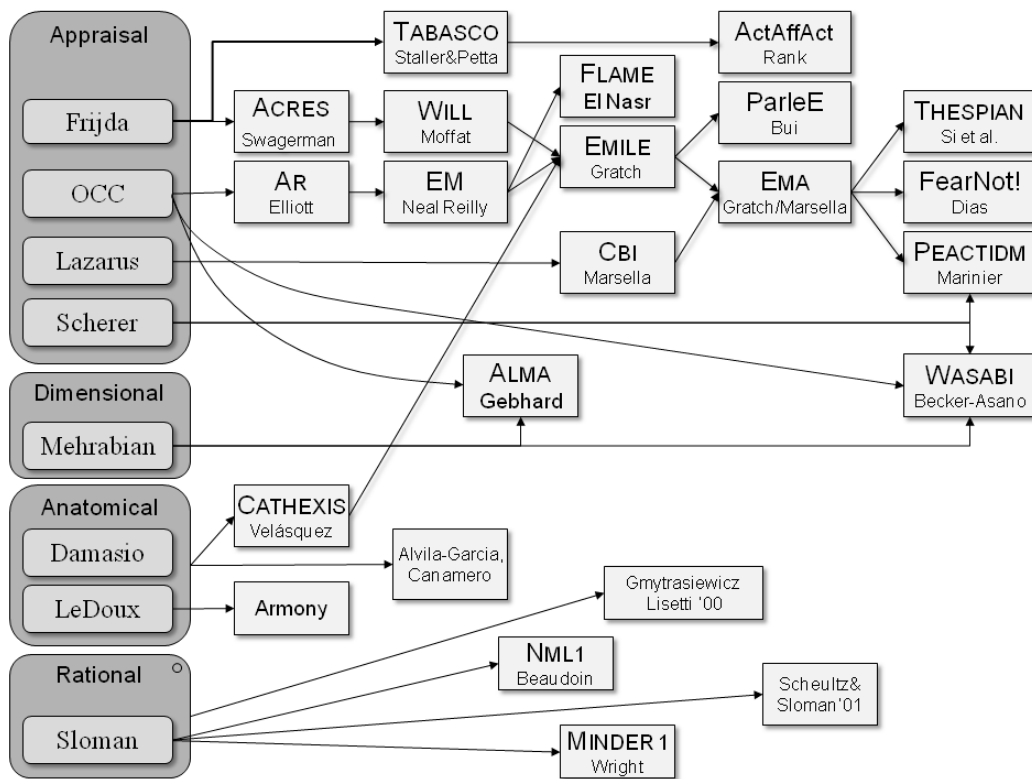 Appraisal
Frijda
OCC
Lazarus
Scherer
Dimensional
Mehrabian
Anatomical
Damasio
LeDoux
Rational
Sloman
TABASCO
Staller&Petta
ActAffAct
Rank
FLAME
El Nasr
ACRES
Swagerman
WILL
Moffat
EMILE
Gratch
ParleE
Bui
THESPIAN
Si et al.
AR
Elliott
EM
Neal Reilly
EMA
Gratch/Marsella
FearNot!
Dias
CBI
Marsella
PEACTIDM
Marinier
ALMA
Gebhard
WASABI
Becker-Asano
CATHEXIS
Velásquez
Alvila-Garcia,
Canamero
Armony
Gmytrasiewicz
Lisetti '00
NML1
Beaudoin
Scheultz&
Sloman'01
MINDER 1
Wright